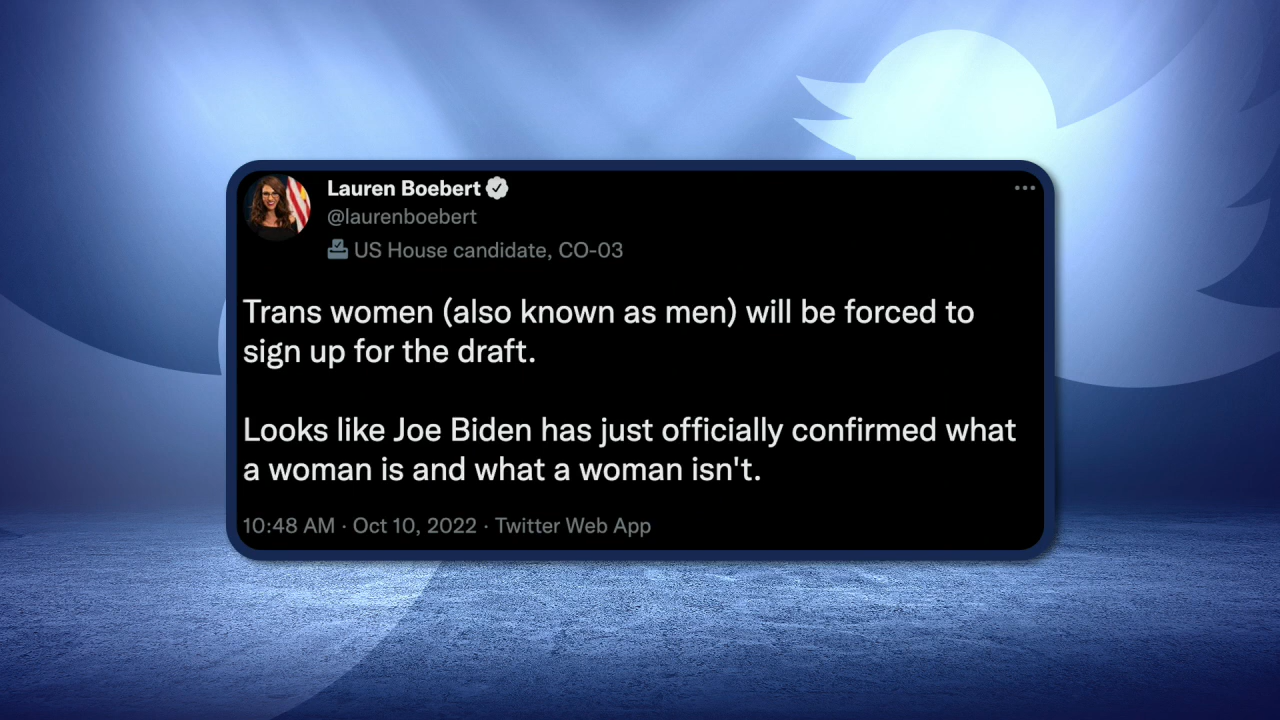 Lauren Boebert
@laurenboebert
US House candidate, CO-03
Trans women (also known as men) will be forced to
sign up for the draft.
Looks like Joe Biden has just officially confirmed what
a woman is and what a woman isn't.
10:48 AM · Oct 10, 2022 · Twitter Web App